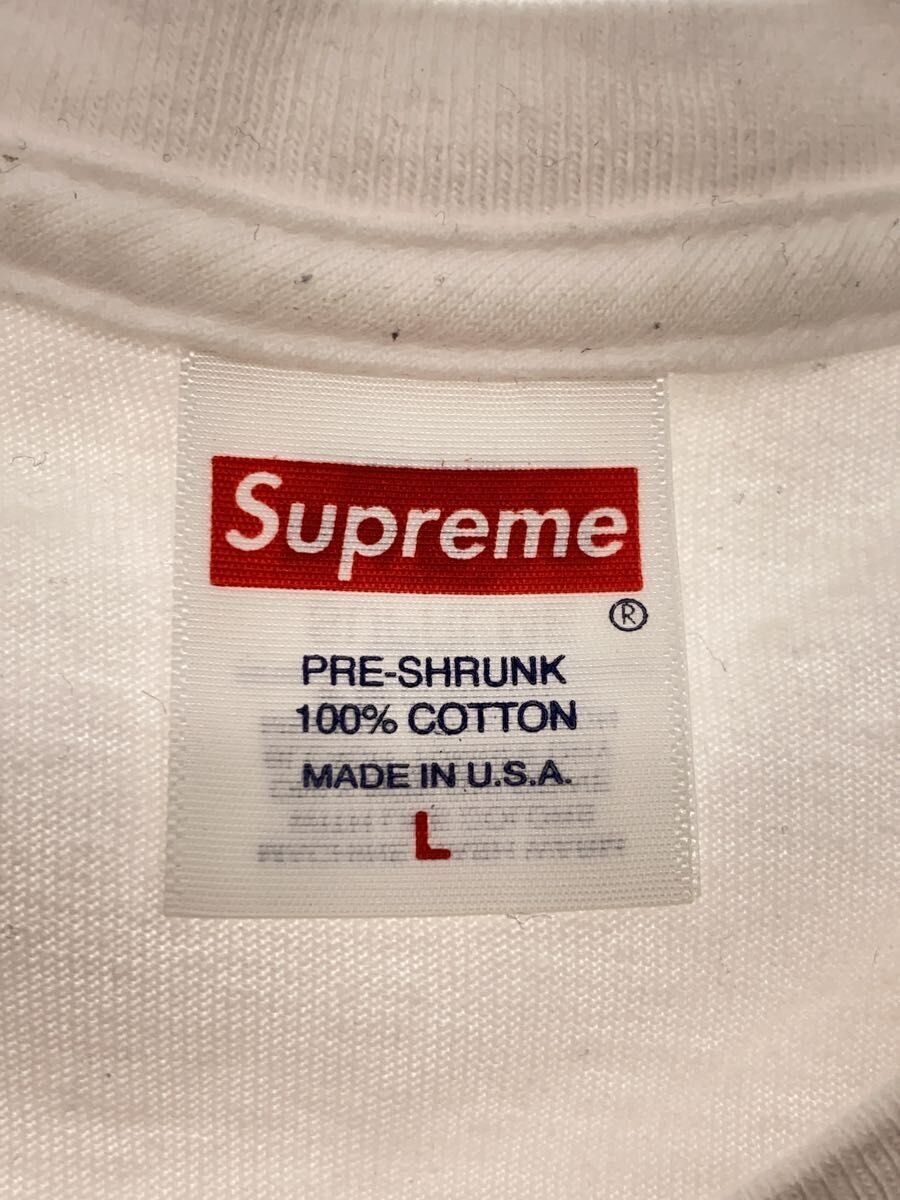 Supreme
®
PRE-SHRUNK
100% COTTON
MADE IN U.S.A.
L